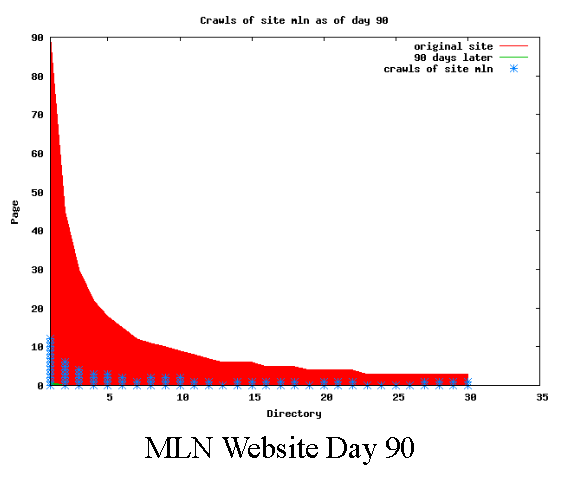 Crawls of site mln as of day 90
original site
90 days later
crawls of site mln
90
80
70
60
50
40
30
20
10
0
Page
5 10 15 20 25 30 35
Directory
MLN Website Day 90